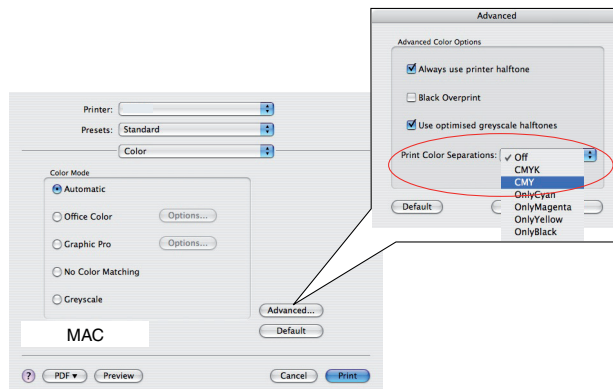 Advanced
Advanced Color Options
Always use printer halftone
Black Overprint
Use optimised greyscale halftones
Print Color Separations:
Off
CMYK
CMY
OnlyCyan
OnlyMagenta
OnlyYellow
OnlyBlack
Default
Printer:
Presets: Standard
Color
Color Mode
Automatic
Office Color Options...
Graphic Pro Options...
No Color Matching
Greyscale
Advanced...
MAC
Default
? PDF ▾ Preview Cancel Print